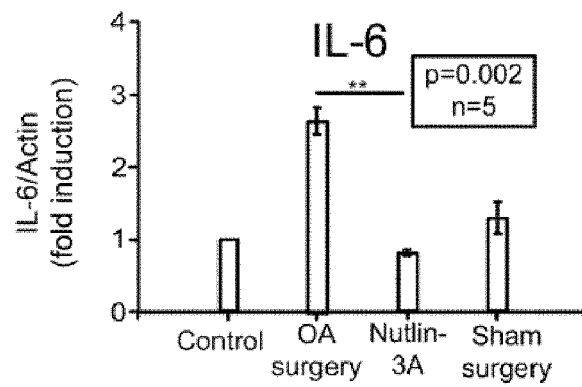 IL-6
**
p=0.002
n=5
IL-6/Actin
(fold induction)
4
3
2
1
0
Control
OA surgery
Nutlin-3A
Sham surgery